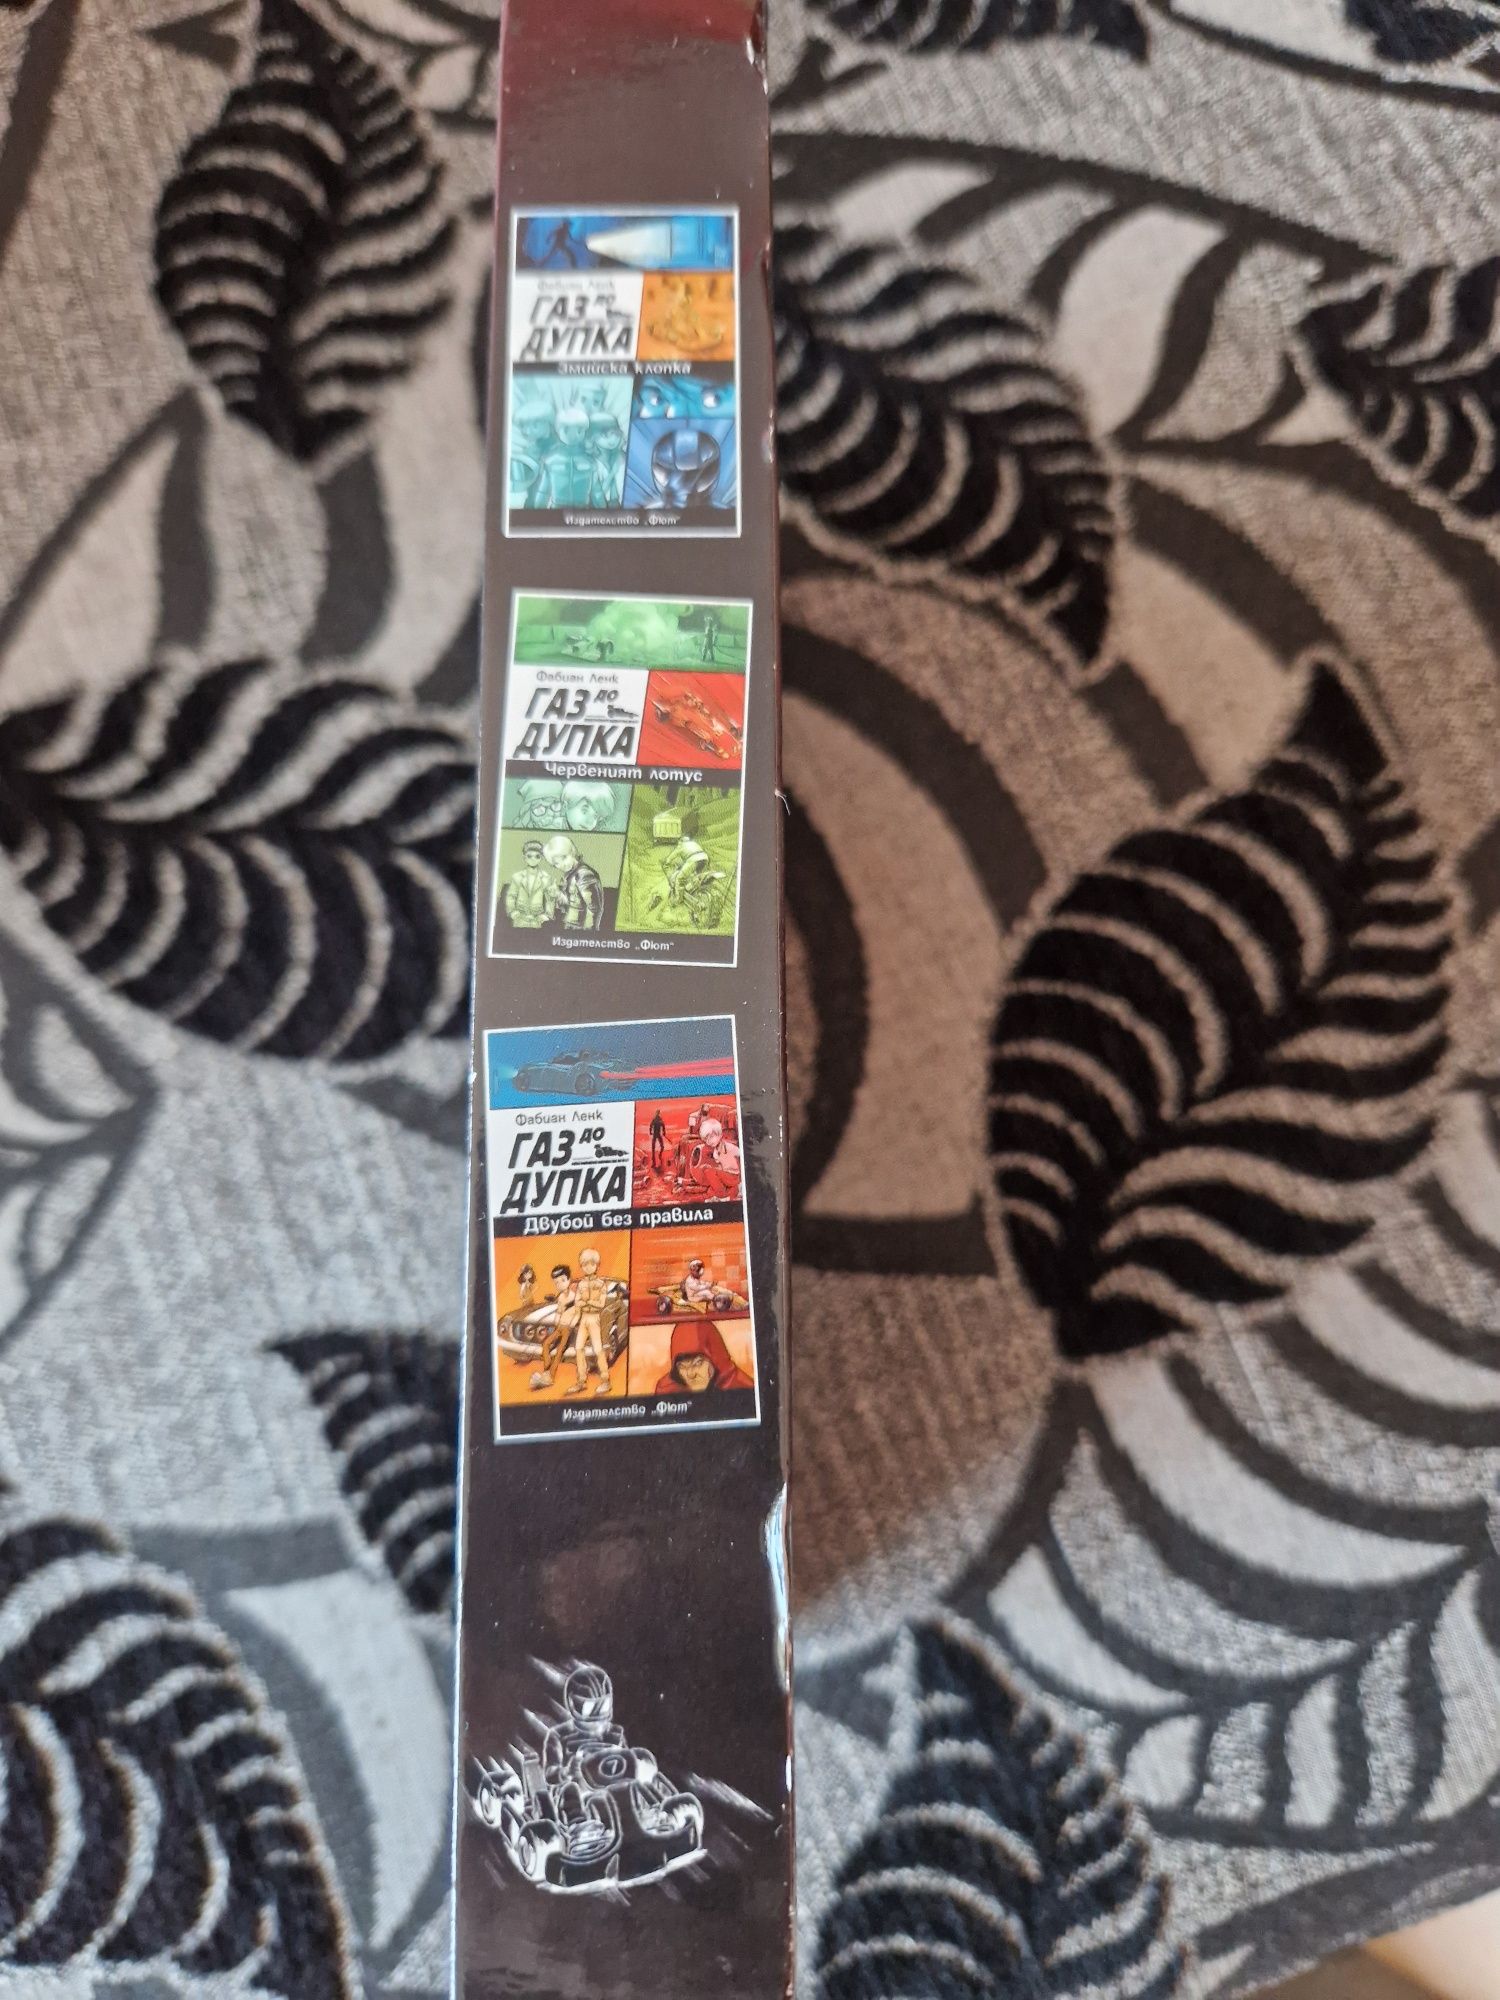 Фабиан Ленк
ГАЗ ДО
ДУПКА
Змийска клопка
Издателство „Фют“
Фабиан Ленк
ГАЗ ДО
ДУПКА
Червеният лотус
Издателство „Фют“
Фабиан Ленк
ГАЗ ДО
ДУПКА
Двубой без правила
Издателство „Фют“
7